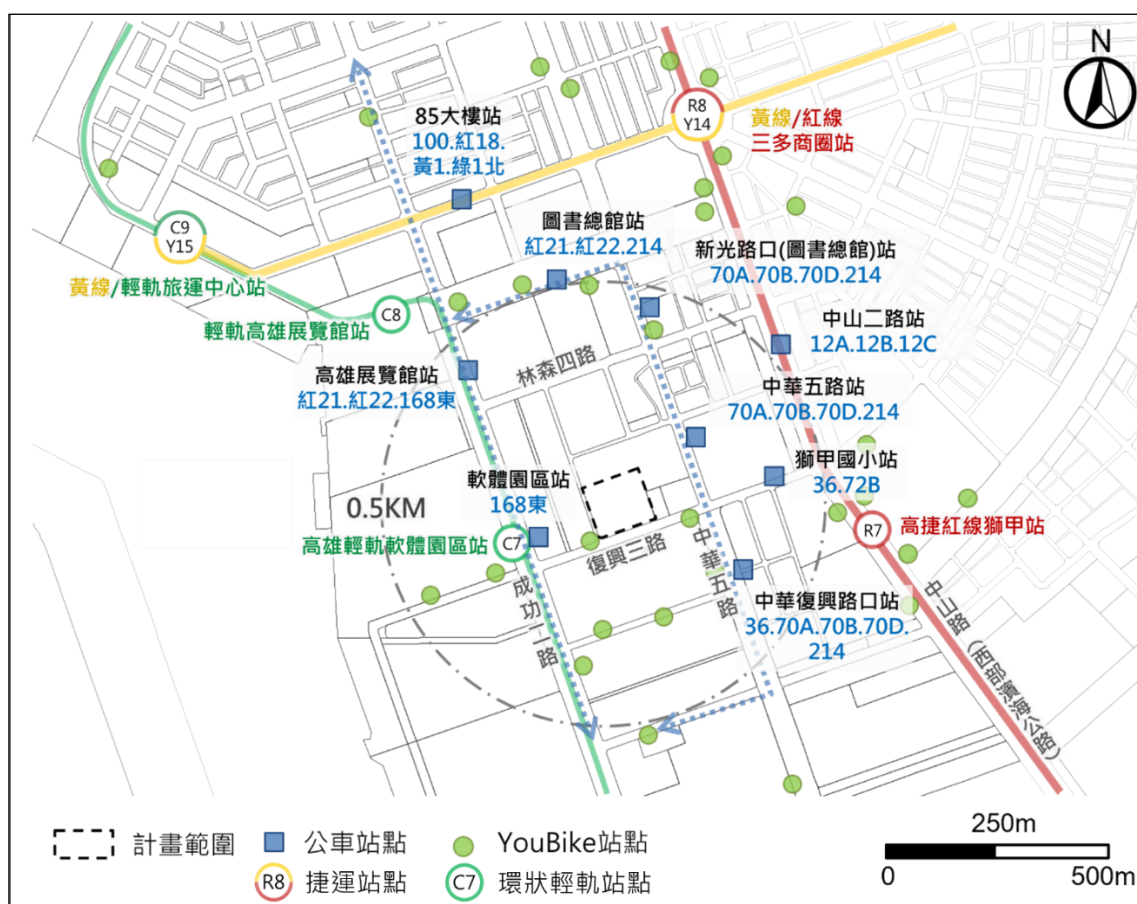 N
85大樓站
100.紅18.
黃1.綠1北
R8
Y14
黃線/紅線
三多商圈站
C9
Y15
圖書總館站
紅21.紅22.214
新光路口(圖書總館)站
70A.70B.70D.214
黃線/輕軌旅運中心站
C8
輕軌高雄展覽館站
中山二路站
12A.12B.12C
林森四路
高雄展覽館站
紅21.紅22.168東
中華五路站
70A.70B.70D.214
獅甲國小站
36.72B
軟體園區站
168東
0.5KM
R7
高捷紅線獅甲站
高雄輕軌軟體園區站
C7
復興三路
中華五路
成功二路
中華復興路口站
36.70A.70B.70D.
214
中山路(西部濱海公路)
計畫範圍
公車站點
YouBike站點
R8
捷運站點
C7
環狀輕軌站點
250m
0
500m